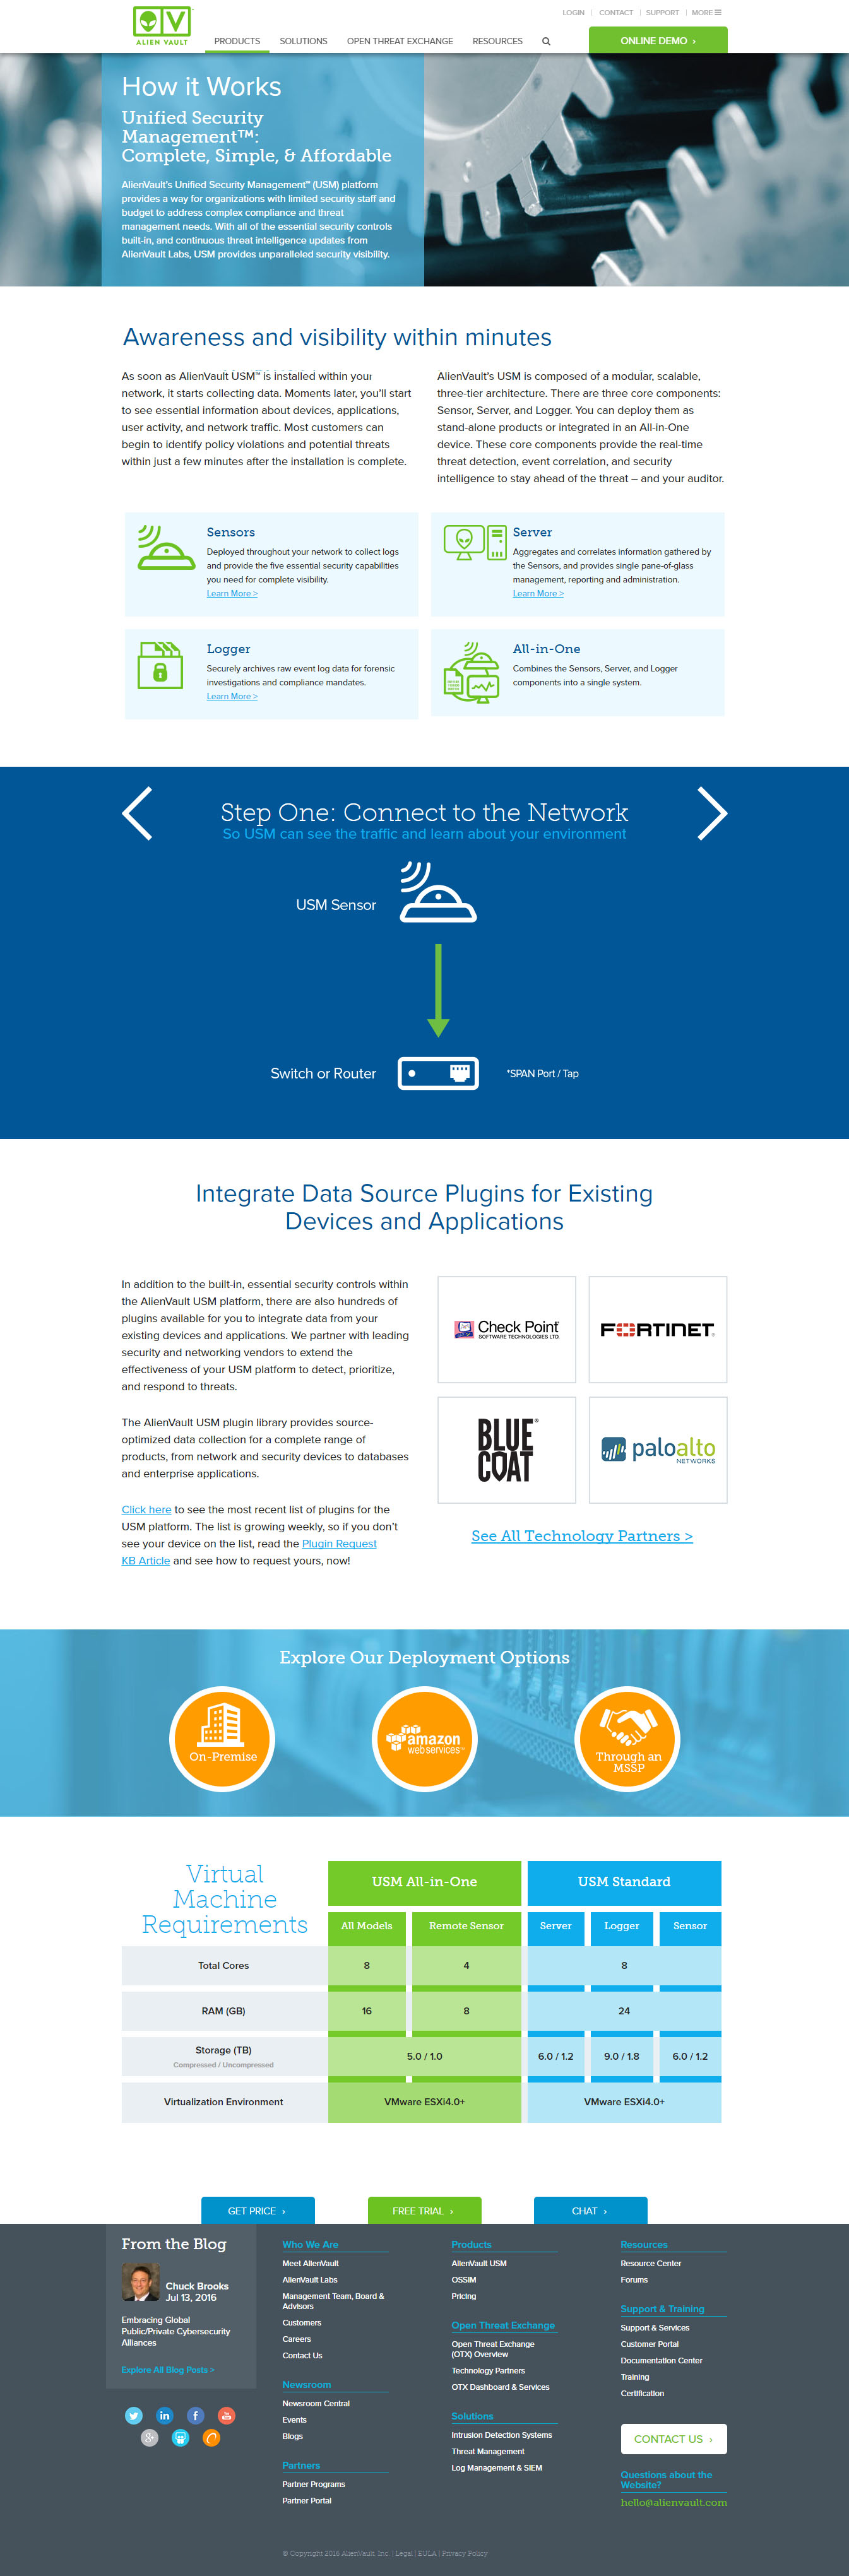 ALIEN VAULT
LOGIN | CONTACT | SUPPORT | MORE
PRODUCTS SOLUTIONS OPEN THREAT EXCHANGE RESOURCES
ONLINE DEMO ›
How it Works
Unified Security
Management™:
Complete, Simple, & Affordable
AlienVault's Unified Security Management™ (USM) platform
provides a way for organizations with limited security staff and
budget to address complex compliance and threat
management needs. With all of the essential security controls
built-in, and continuous threat intelligence updates from
AlienVault Labs, USM provides unparalleled security visibility.
Awareness and visibility within minutes
As soon as AlienVault USM™ is installed within your
network, it starts collecting data. Moments later, you'll start
to see essential information about devices, applications,
user activity, and network traffic. Most customers can
begin to identify policy violations and potential threats
within just a few minutes after the installation is complete.
AlienVault's USM is composed of a modular, scalable,
three-tier architecture. There are three core components:
Sensor, Server, and Logger. You can deploy them as
stand-alone products or integrated in an All-in-One
device. These core components provide the real-time
threat detection, event correlation, and security
intelligence to stay ahead of the threat – and your auditor.
Sensors
Deployed throughout your network to collect logs
and provide the five essential security capabilities
you need for complete visibility.
Learn More >
Server
Aggregates and correlates information gathered by
the Sensors, and provides single pane-of-glass
management, reporting and administration.
Learn More >
Logger
Securely archives raw event log data for forensic
investigations and compliance mandates.
Learn More >
All-in-One
Combines the Sensors, Server, and Logger
components into a single system.
Step One: Connect to the Network
So USM can see the traffic and learn about your environment
USM Sensor
Switch or Router
*SPAN Port / Tap
Integrate Data Source Plugins for Existing
Devices and Applications
In addition to the built-in, essential security controls within
the AlienVault USM platform, there are also hundreds of
plugins available for you to integrate data from your
existing devices and applications. We partner with leading
security and networking vendors to extend the
effectiveness of your USM platform to detect, prioritize,
and respond to threats.
The AlienVault USM plugin library provides source-
optimized data collection for a complete range of
products, from network and security devices to databases
and enterprise applications.
Click here to see the most recent list of plugins for the
USM platform. The list is growing weekly, so if you don't
see your device on the list, read the Plugin Request
KB Article and see how to request yours, now!
Check Point
SOFTWARE TECHNOLOGIES LTD.
FORTINET
BLUE
COAT
paloalto
NETWORKS
See All Technology Partners >
Explore Our Deployment Options
On-Premise
amazon
webservices™
Through an
MSSP
Virtual
Machine
Requirements
USM All-in-One USM Standard
All Models Remote Sensor Server Logger Sensor
Total Cores 8 4 8
RAM (GB) 16 8 24
Storage (TB)
Compressed / Uncompressed
5.0 / 1.0 6.0 / 1.2 9.0 / 1.8 6.0 / 1.2
Virtualization Environment VMware ESXi4.0+ VMware ESXi4.0+
GET PRICE › FREE TRIAL › CHAT ›
From the Blog
Chuck Brooks
Jul 13, 2016
Embracing Global
Public/Private Cybersecurity
Alliances
Explore All Blog Posts >
Who We Are
Meet AlienVault
AlienVault Labs
Management Team, Board &
Advisors
Customers
Careers
Contact Us
Newsroom
Newsroom Central
Events
Blogs
Partners
Partner Programs
Partner Portal
Products
AlienVault USM
OSSIM
Pricing
Open Threat Exchange
Open Threat Exchange
(OTX) Overview
Technology Partners
OTX Dashboard & Services
Solutions
Intrusion Detection Systems
Threat Management
Log Management & SIEM
Resources
Resource Center
Forums
Support & Training
Support & Services
Customer Portal
Documentation Center
Training
Certification
CONTACT US ›
Questions about the
Website?
hello@alienvault.com
© Copyright 2016 AlienVault, Inc. | Legal | EULA | Privacy Policy